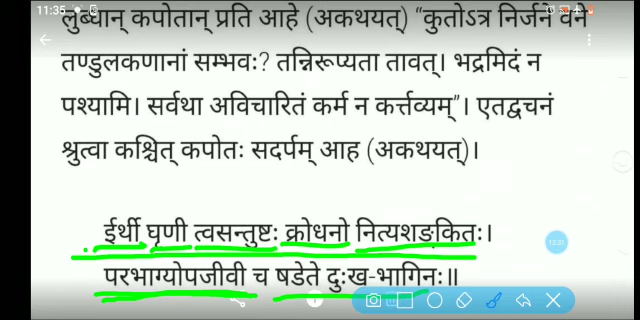 11:35
लुब्धान् कपोतान् प्रति आहे (अकथयत्) "कुतोऽत्र निर्जने वने
तण्डुलकणानां सम्भवः? तन्निरूप्यता तावत्। भद्रमिदं न
पश्यामि। सर्वथा अविचारितं कर्म न कर्त्तव्यम्"। एतद्वचनं
श्रुत्वा कश्चित् कपोतः सदर्पम् आह (अकथयत्)।
ईर्थी घृणी त्वसन्तुष्टः क्रोधनो नित्यशङ्कितः।
परभाग्योपजीवी च षडेते दुःख-भागिनः॥